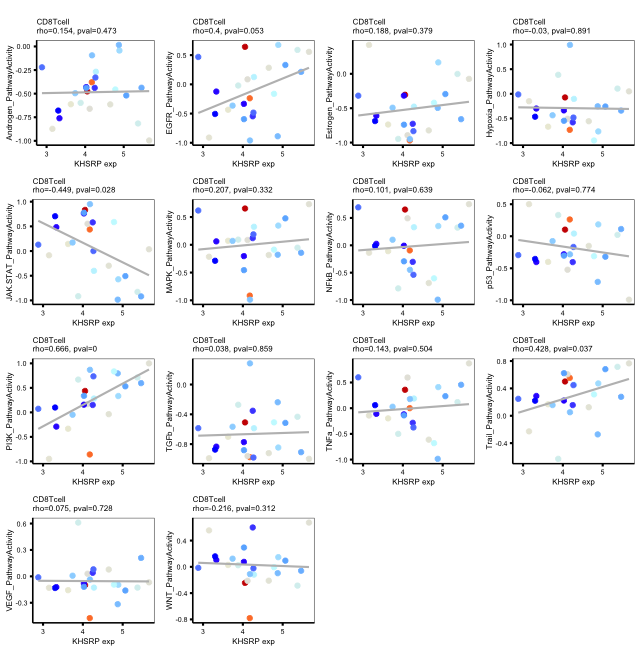 CD8Tcell
rho=0.154, pval=0.473
0.00
-0.25
-0.50
-0.75
-1.00
Androgen_PathwayActivity
3
4
5
KHSRP exp
CD8Tcell
rho=0.4, pval=0.053
0.5
0.0
-0.5
-1.0
EGFR_PathwayActivity
3
4
5
KHSRP exp
CD8Tcell
rho=0.188, pval=0.379
0.0
-0.5
-1.0
Estrogen_PathwayActivity
3
4
5
KHSRP exp
CD8Tcell
rho=-0.03, pval=0.891
1.0
0.5
0.0
-0.5
-1.0
Hypoxia_PathwayActivity
3
4
5
KHSRP exp
CD8Tcell
rho=-0.449, pval=0.028
1.0
0.5
0.0
-0.5
-1.0
JAK.STAT_PathwayActivity
3
4
5
KHSRP exp
CD8Tcell
rho=0.207, pval=0.332
0.5
0.0
-0.5
-1.0
MAPK_PathwayActivity
3
4
5
KHSRP exp
CD8Tcell
rho=0.101, pval=0.639
0.5
0.0
-0.5
-1.0
NFkB_PathwayActivity
3
4
5
KHSRP exp
CD8Tcell
rho=-0.062, pval=0.774
0.5
0.0
-0.5
-1.0
p53_PathwayActivity
3
4
5
KHSRP exp
CD8Tcell
rho=0.666, pval=0
1.0
0.5
0.0
-0.5
-1.0
PI3K_PathwayActivity
3
4
5
KHSRP exp
CD8Tcell
rho=0.038, pval=0.859
0.0
-0.4
-0.8
TGFb_PathwayActivity
3
4
5
KHSRP exp
CD8Tcell
rho=0.143, pval=0.504
0.5
0.0
-0.5
-1.0
TNFa_PathwayActivity
3
4
5
KHSRP exp
CD8Tcell
rho=0.428, pval=0.037
0.8
0.4
0.0
-0.4
Trail_PathwayActivity
3
4
5
KHSRP exp
CD8Tcell
rho=0.075, pval=0.728
0.6
0.3
0.0
-0.3
VEGF_PathwayActivity
3
4
5
KHSRP exp
CD8Tcell
rho=-0.216, pval=0.312
0.4
0.0
-0.4
-0.8
WNT_PathwayActivity
3
4
5
KHSRP exp